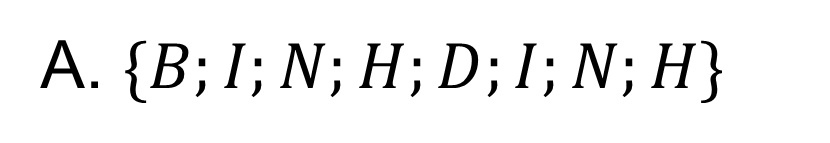 A. {B; I; N; H; D; I; N; H}